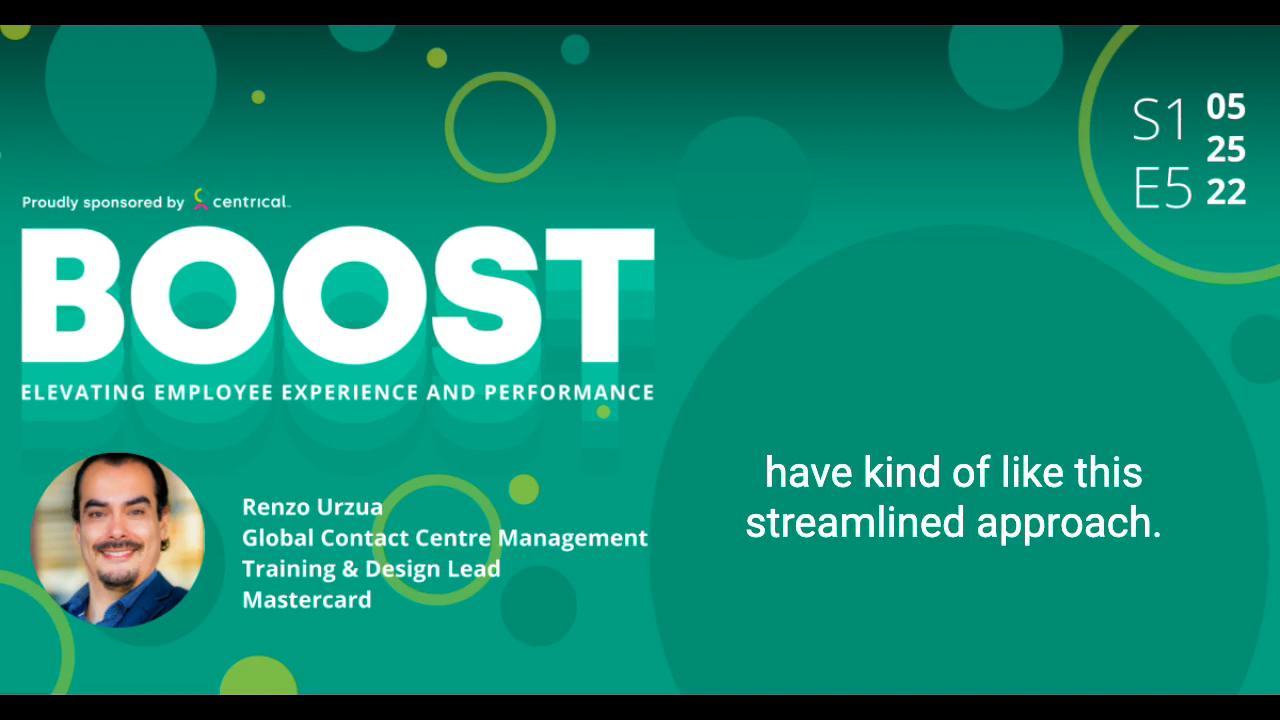 S1
E5
05
25
22
Proudly sponsored by centrical
BOOST
ELEVATING EMPLOYEE EXPERIENCE AND PERFORMANCE
Renzo Urzua
Global Contact Centre Management
Training & Design Lead
Mastercard
have kind of like this
streamlined approach.